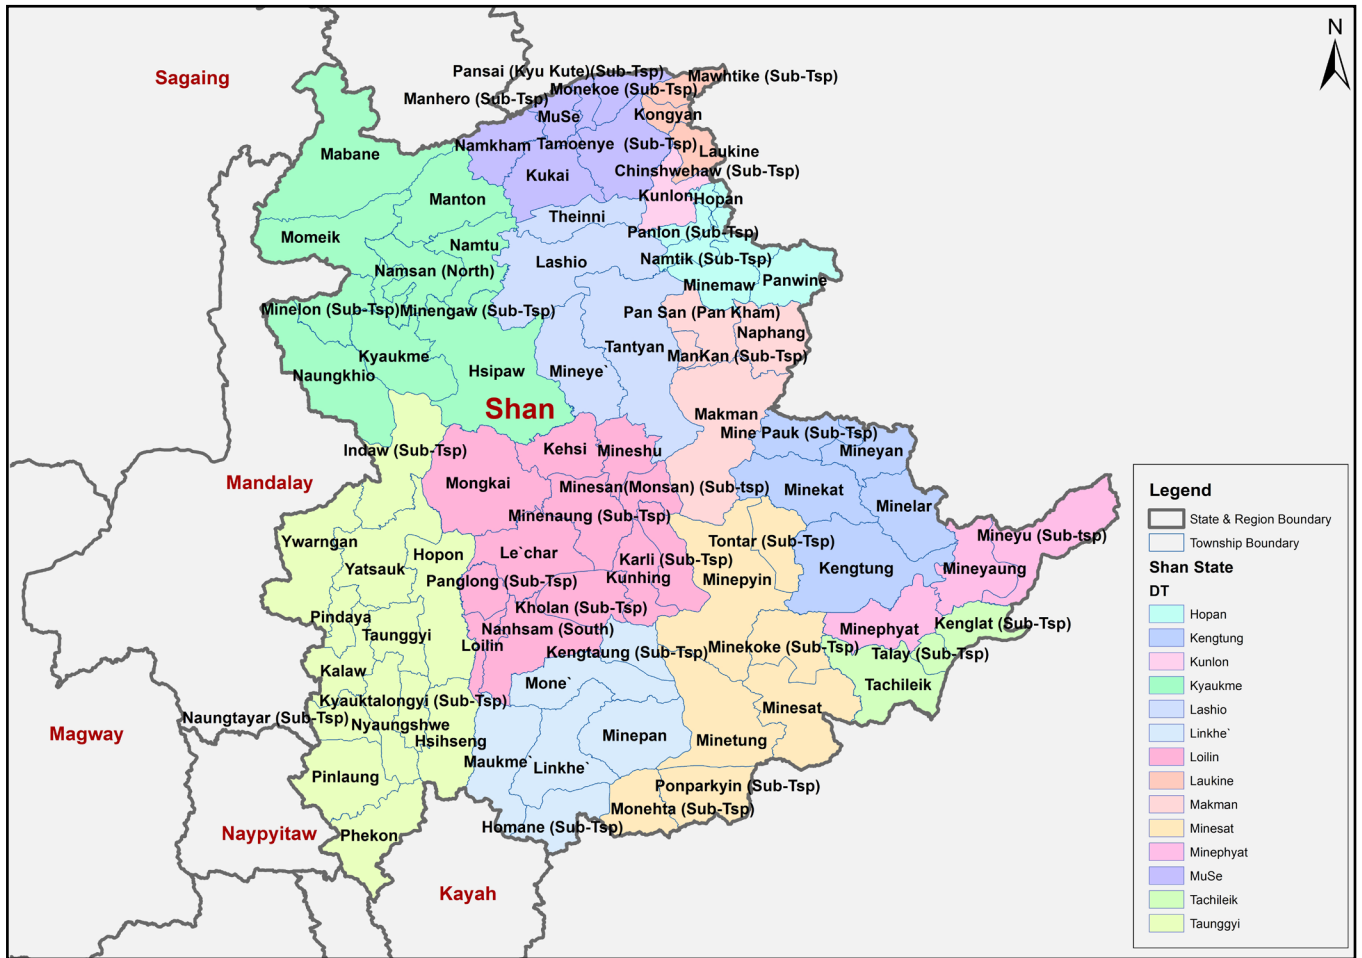 N
Sagaing
Pansai (Kyu Kute)(Sub-Tsp)
Mawhtike (Sub-Tsp)
Manhero (Sub-Tsp)
Monekoe (Sub-Tsp)
MuSe
Kongyan
Mabane
Namkham
Tamoenye (Sub-Tsp)
Laukine
Kukai
Chinshwehaw (Sub-Tsp)
Manton
Kunlon
Hopan
Theinni
Momeik
Namtu
Panlon (Sub-Tsp)
Lashio
Namtik (Sub-Tsp)
Namsan (North)
Minemaw
Panwine
Minelon (Sub-Tsp)
Minengaw (Sub-Tsp)
Pan San (Pan Kham)
Naphang
Kyaukme
Tantyan
ManKan (Sub-Tsp)
Naungkhio
Hsipaw
Mineye`
Shan
Makman
Mine Pauk (Sub-Tsp)
Indaw (Sub-Tsp)
Kehsi
Mineshu
Mineyan
Mandalay
Mongkai
Minesan(Monsan) (Sub-tsp)
Minekat
Minelar
Minenaung (Sub-Tsp)
Ywarngan
Hopon
Le`char
Karli (Sub-Tsp)
Tontar (Sub-Tsp)
Mineyu (Sub-tsp)
Yatsauk
Panglong (Sub-Tsp)
Kunhing
Minepyin
Kengtung
Mineyaung
Pindaya
Kholan (Sub-Tsp)
Taunggyi
Nanhsam (South)
Minephyat
Kenglat (Sub-Tsp)
Loilin
Kengtaung (Sub-Tsp)
Minekoke (Sub-Tsp)
Talay (Sub-Tsp)
Kalaw
Mone`
Tachileik
Kyauktalongyi (Sub-Tsp)
Minesat
Naungtayar (Sub-Tsp)
Nyaungshwe
Magway
Hsihseng
Minepan
Minetung
Maukme`
Linkhe`
Pinlaung
Ponparkyin (Sub-Tsp)
Monehta (Sub-Tsp)
Naypyitaw
Phekon
Homane (Sub-Tsp)
Kayah
Legend
State & Region Boundary
Township Boundary
Shan State
DT
Hopan
Kengtung
Kunlon
Kyaukme
Lashio
Linkhe`
Loilin
Laukine
Makman
Minesat
Minephyat
MuSe
Tachileik
Taunggyi